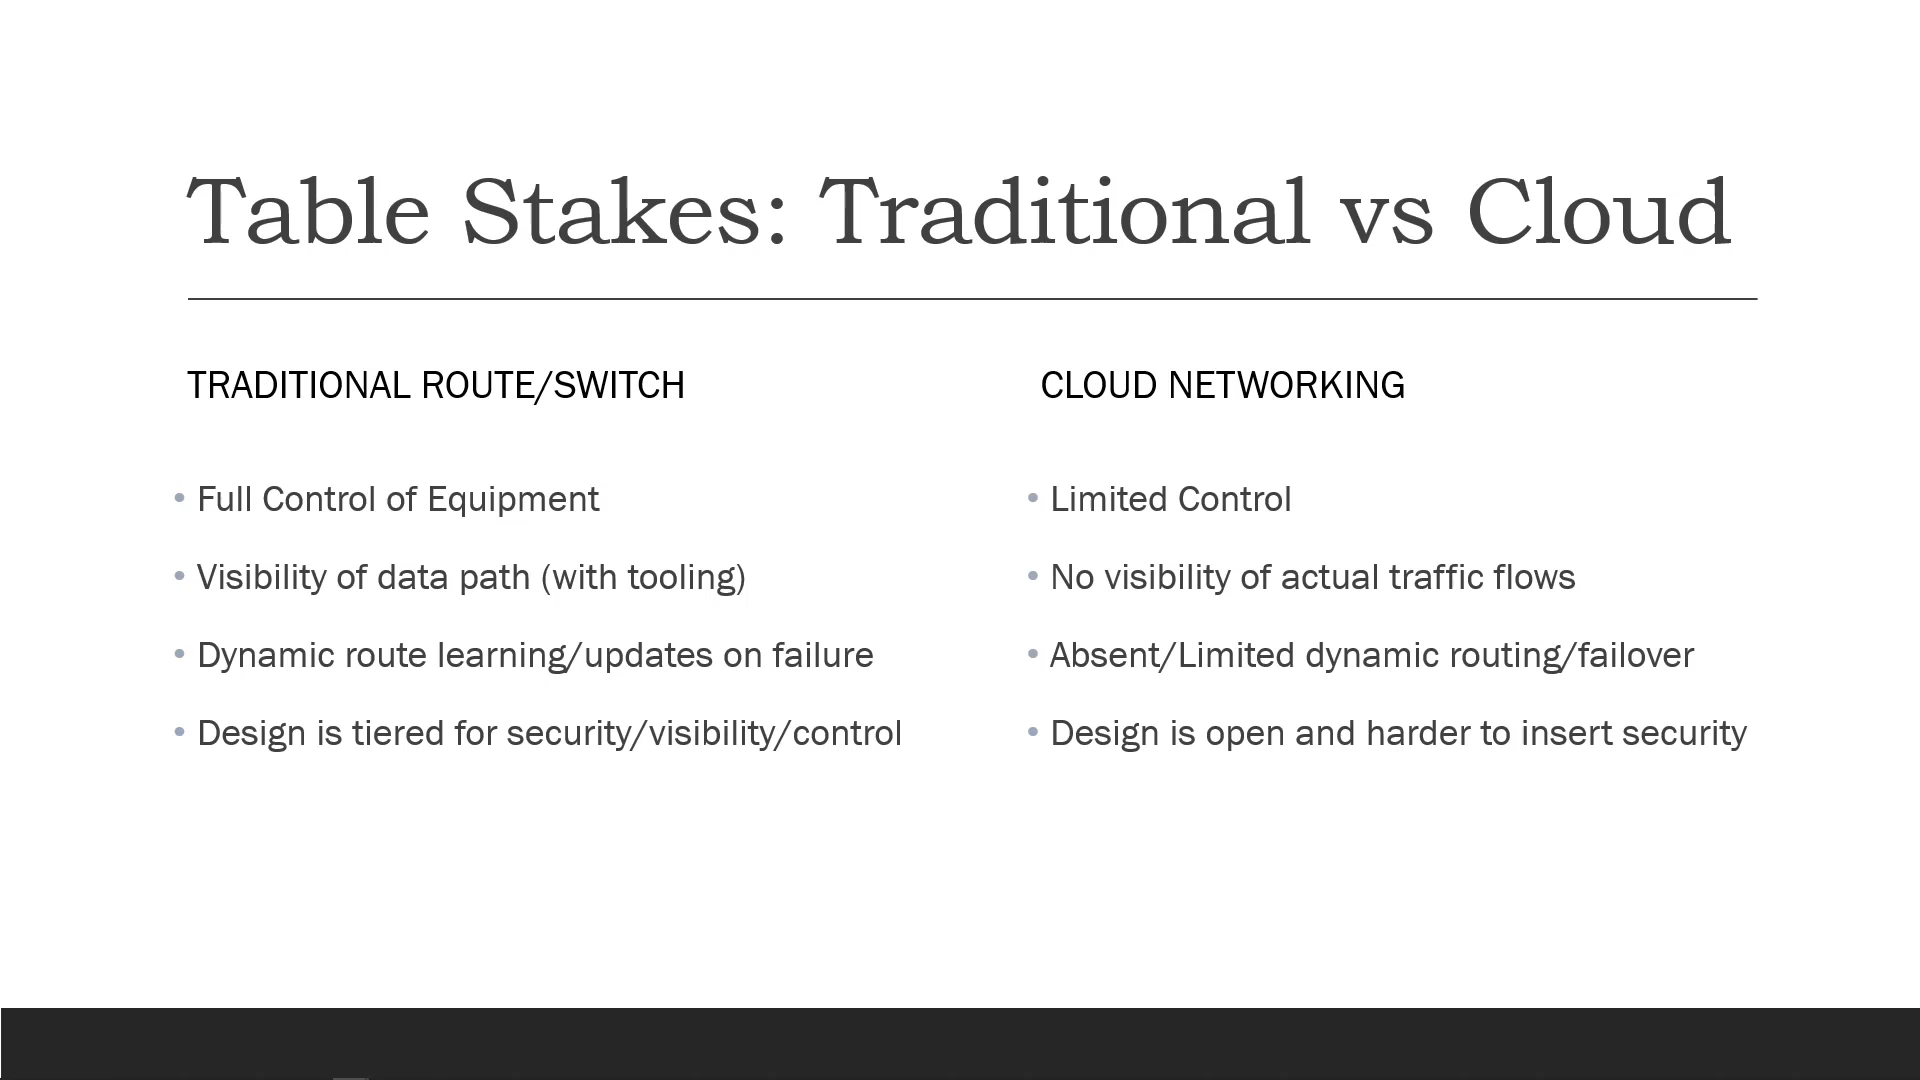 Table Stakes: Traditional vs Cloud
TRADITIONAL ROUTE/SWITCH
• Full Control of Equipment
• Visibility of data path (with tooling)
• Dynamic route learning/updates on failure
• Design is tiered for security/visibility/control
CLOUD NETWORKING
• Limited Control
• No visibility of actual traffic flows
• Absent/Limited dynamic routing/failover
• Design is open and harder to insert security